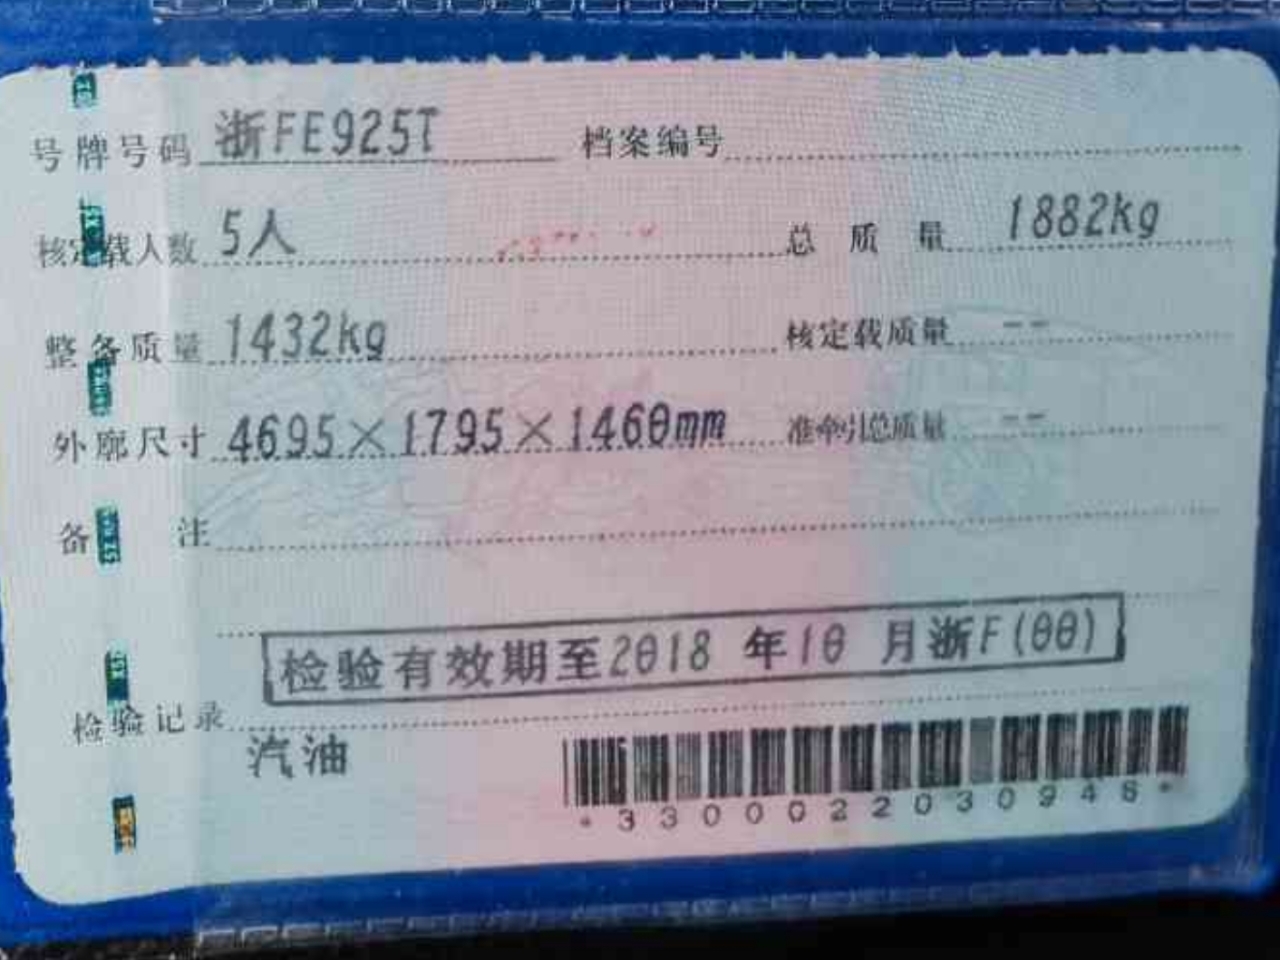 号牌号码 浙FE925T 档案编号
核定载人数 5人 总质量 1882kg
整备质量 1432kg 核定载质量 --
外廓尺寸 4695×1795×1460mm 准牵引总质量 --
备注
检验有效期至2018 年10 月浙F(00)
检验记录
汽油
*3300022030948*